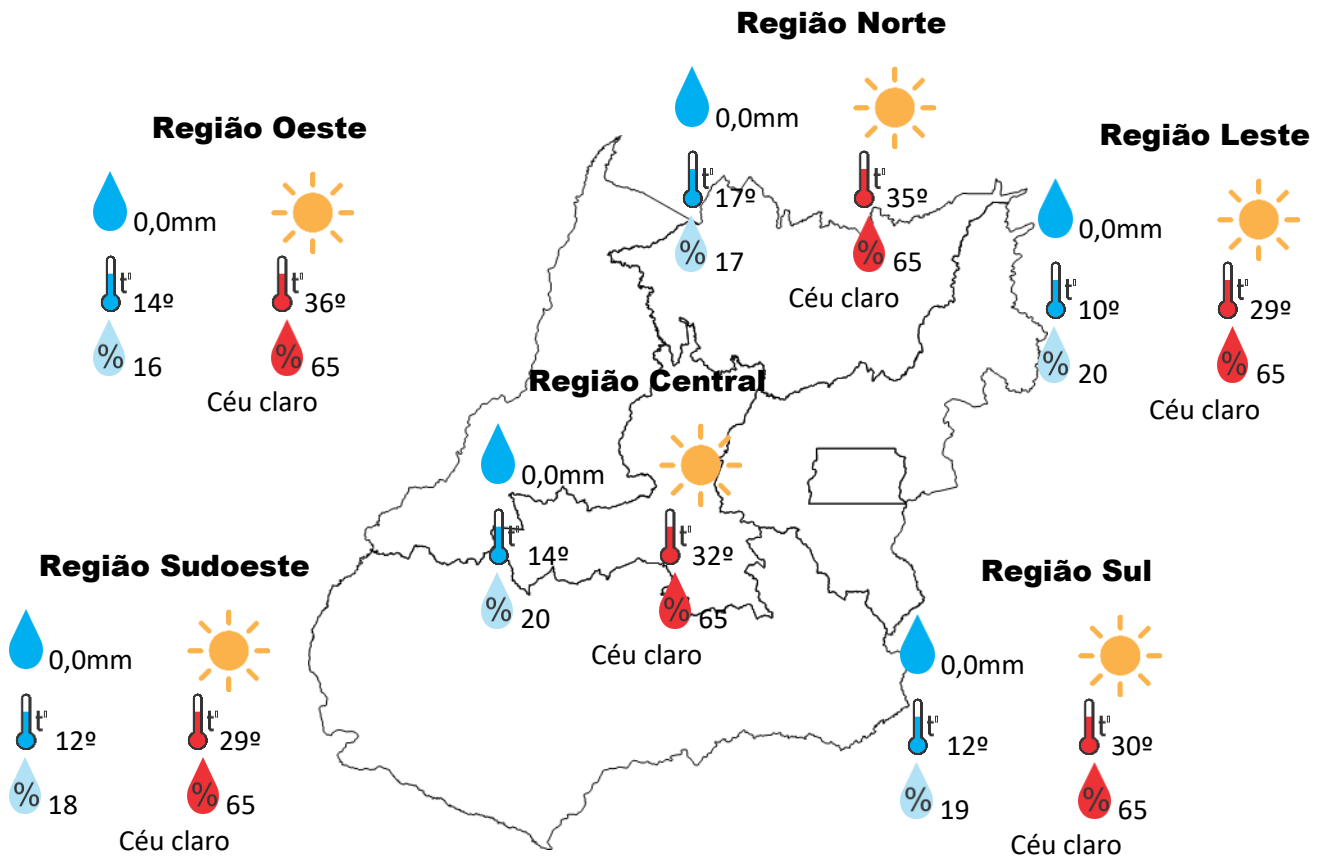 Região Norte
0,0mm
t° 17º
t° 35º
% 17
% 65
Céu claro
Região Oeste
0,0mm
t° 14º
t° 36º
% 16
% 65
Céu claro
Região Leste
0,0mm
t° 10º
t° 29º
% 20
% 65
Céu claro
Região Central
0,0mm
t° 14º
t° 32º
% 20
% 65
Céu claro
Região Sudoeste
0,0mm
t° 12º
t° 29º
% 18
% 65
Céu claro
Região Sul
0,0mm
t° 12º
t° 30º
% 19
% 65
Céu claro